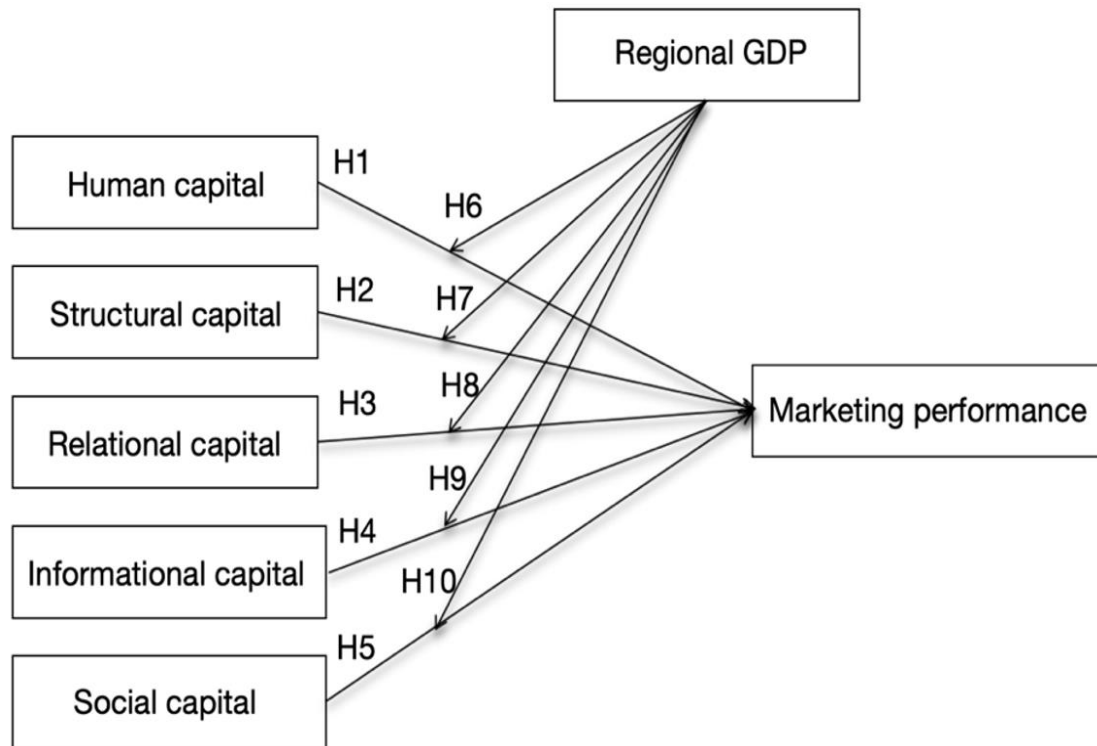 Regional GDP
Human capital
H1
H6
Structural capital
H2
H7
Relational capital
H3
H8
Marketing performance
Informational capital
H4
H9
Social capital
H5
H10